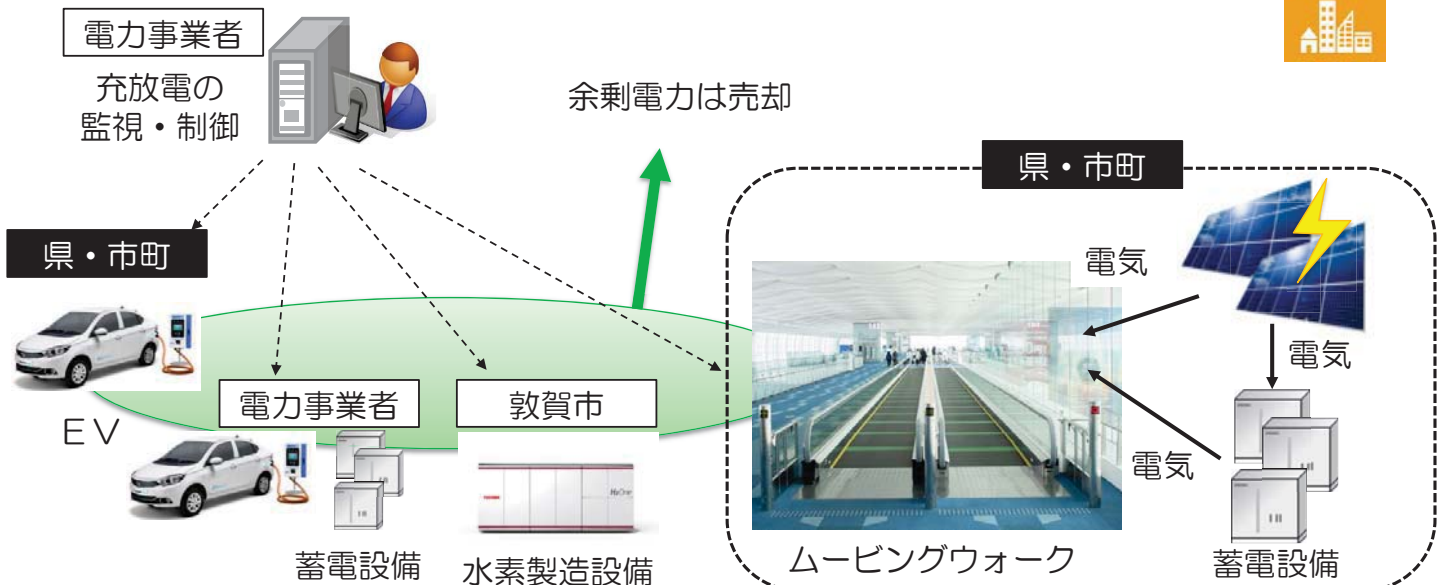 電力事業者
充放電の
監視・制御
余剰電力は売却
県・市町
県・市町
電気
電気
電気
電力事業者
敦賀市
ＥＶ
H2One
蓄電設備
水素製造設備
ムービングウォーク
蓄電設備